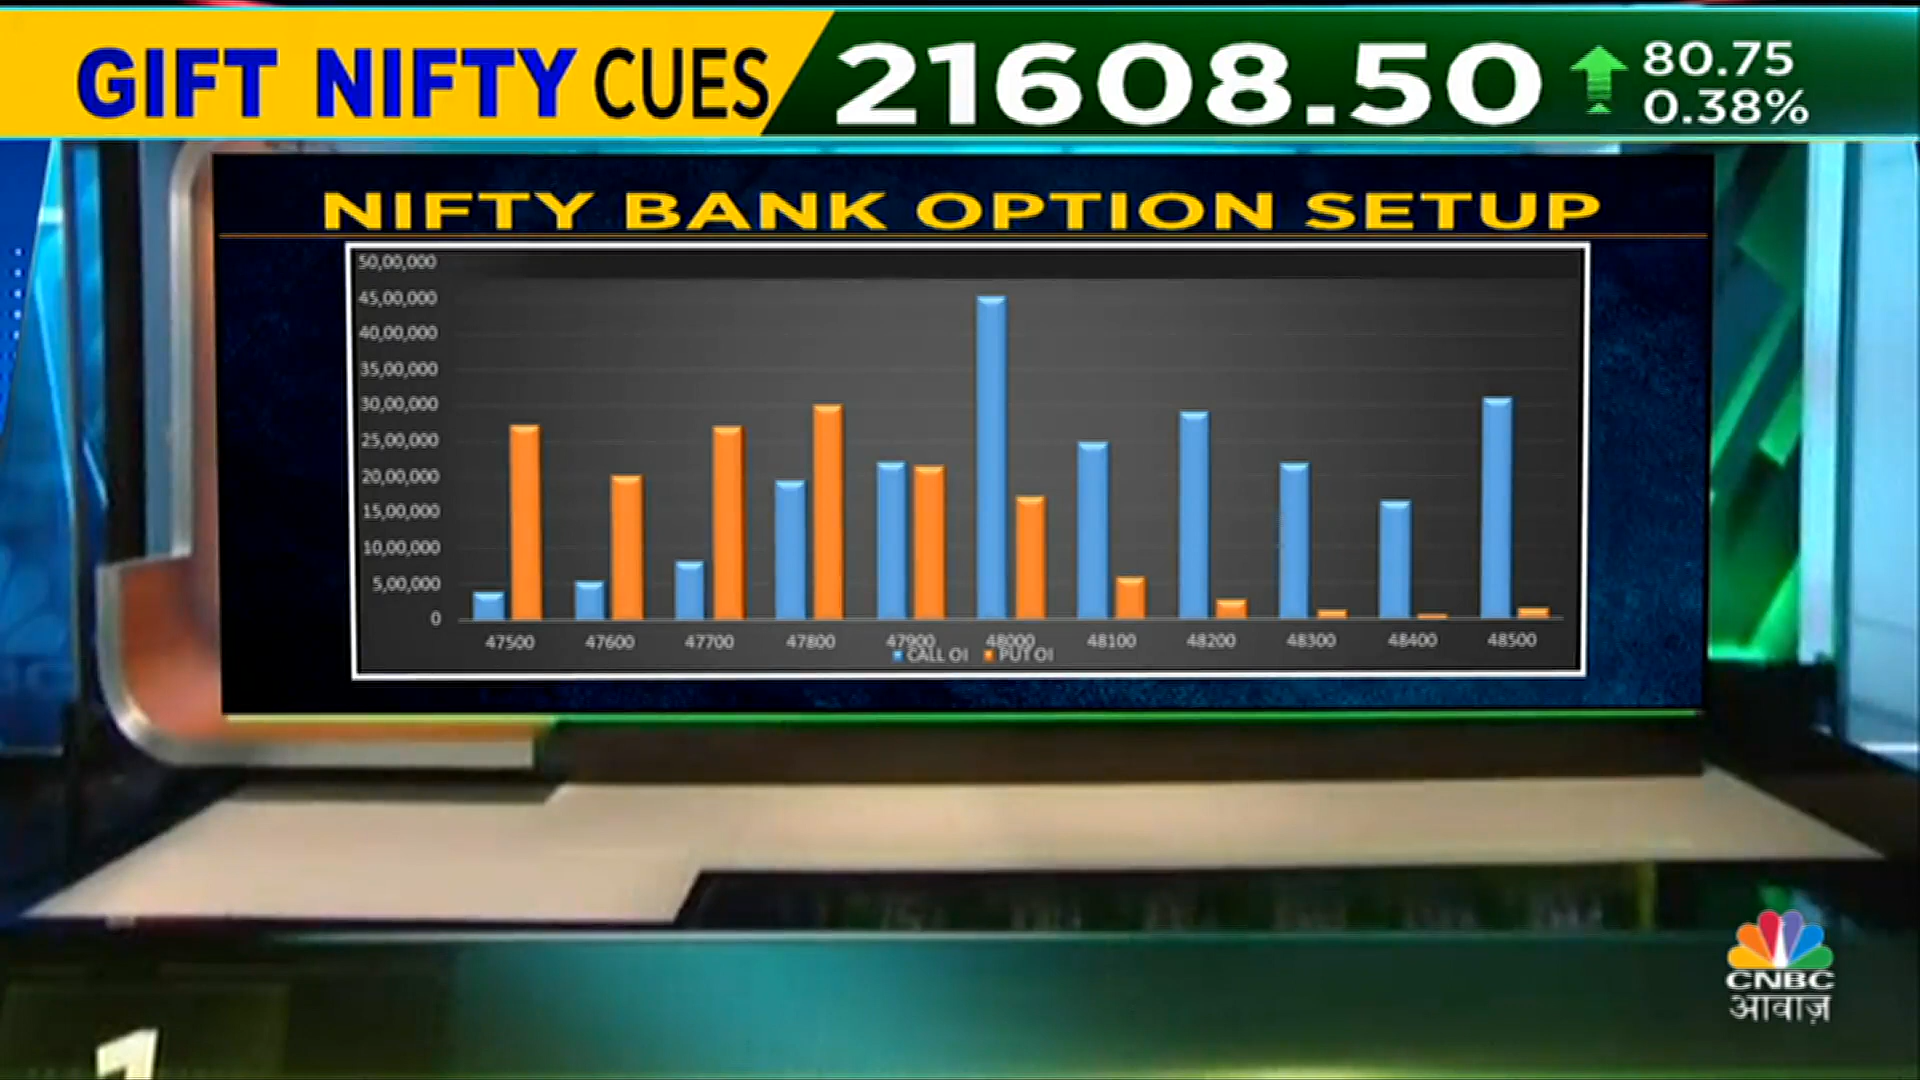 GIFT NIFTY CUES
21608.50
80.75
0.38%
NIFTY BANK OPTION SETUP
50,00,000
45,00,000
40,00,000
35,00,000
30,00,000
25,00,000
20,00,000
15,00,000
10,00,000
5,00,000
0
47500 47600 47700 47800 47900 48000 48100 48200 48300 48400 48500
CALL OI PUT OI
CNBC
आवाज़
1